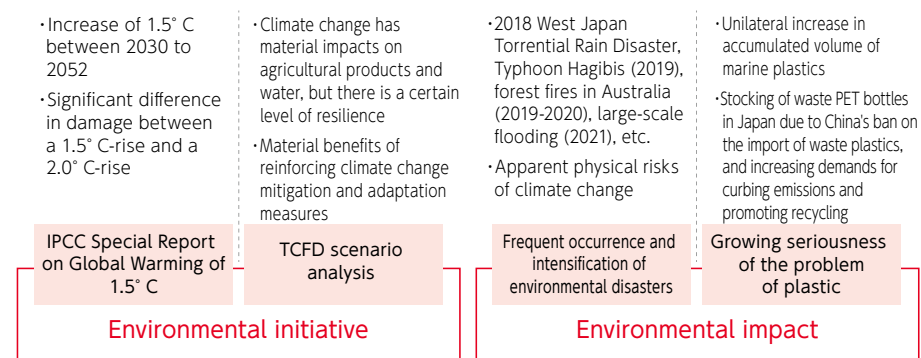 ・Increase of 1.5° C
between 2030 to
2052
・Significant difference
in damage between
a 1.5° C-rise and a
2.0° C-rise
IPCC Special Report
on Global Warming of
1.5° C
・Climate change has
material impacts on
agricultural products and
water, but there is a certain
level of resilience
・Material benefits of
reinforcing climate change
mitigation and adaptation
measures
TCFD scenario
analysis
Environmental initiative
・2018 West Japan
Torrential Rain Disaster,
Typhoon Hagibis (2019),
forest fires in Australia
(2019-2020), large-scale
flooding (2021), etc.
・Apparent physical risks
of climate change
Frequent occurrence and
intensification of
environmental disasters
・Unilateral increase in
accumulated volume of
marine plastics
・Stocking of waste PET bottles
in Japan due to China's ban on
the import of waste plastics,
and increasing demands for
curbing emissions and
promoting recycling
Growing seriousness
of the problem
of plastic
Environmental impact